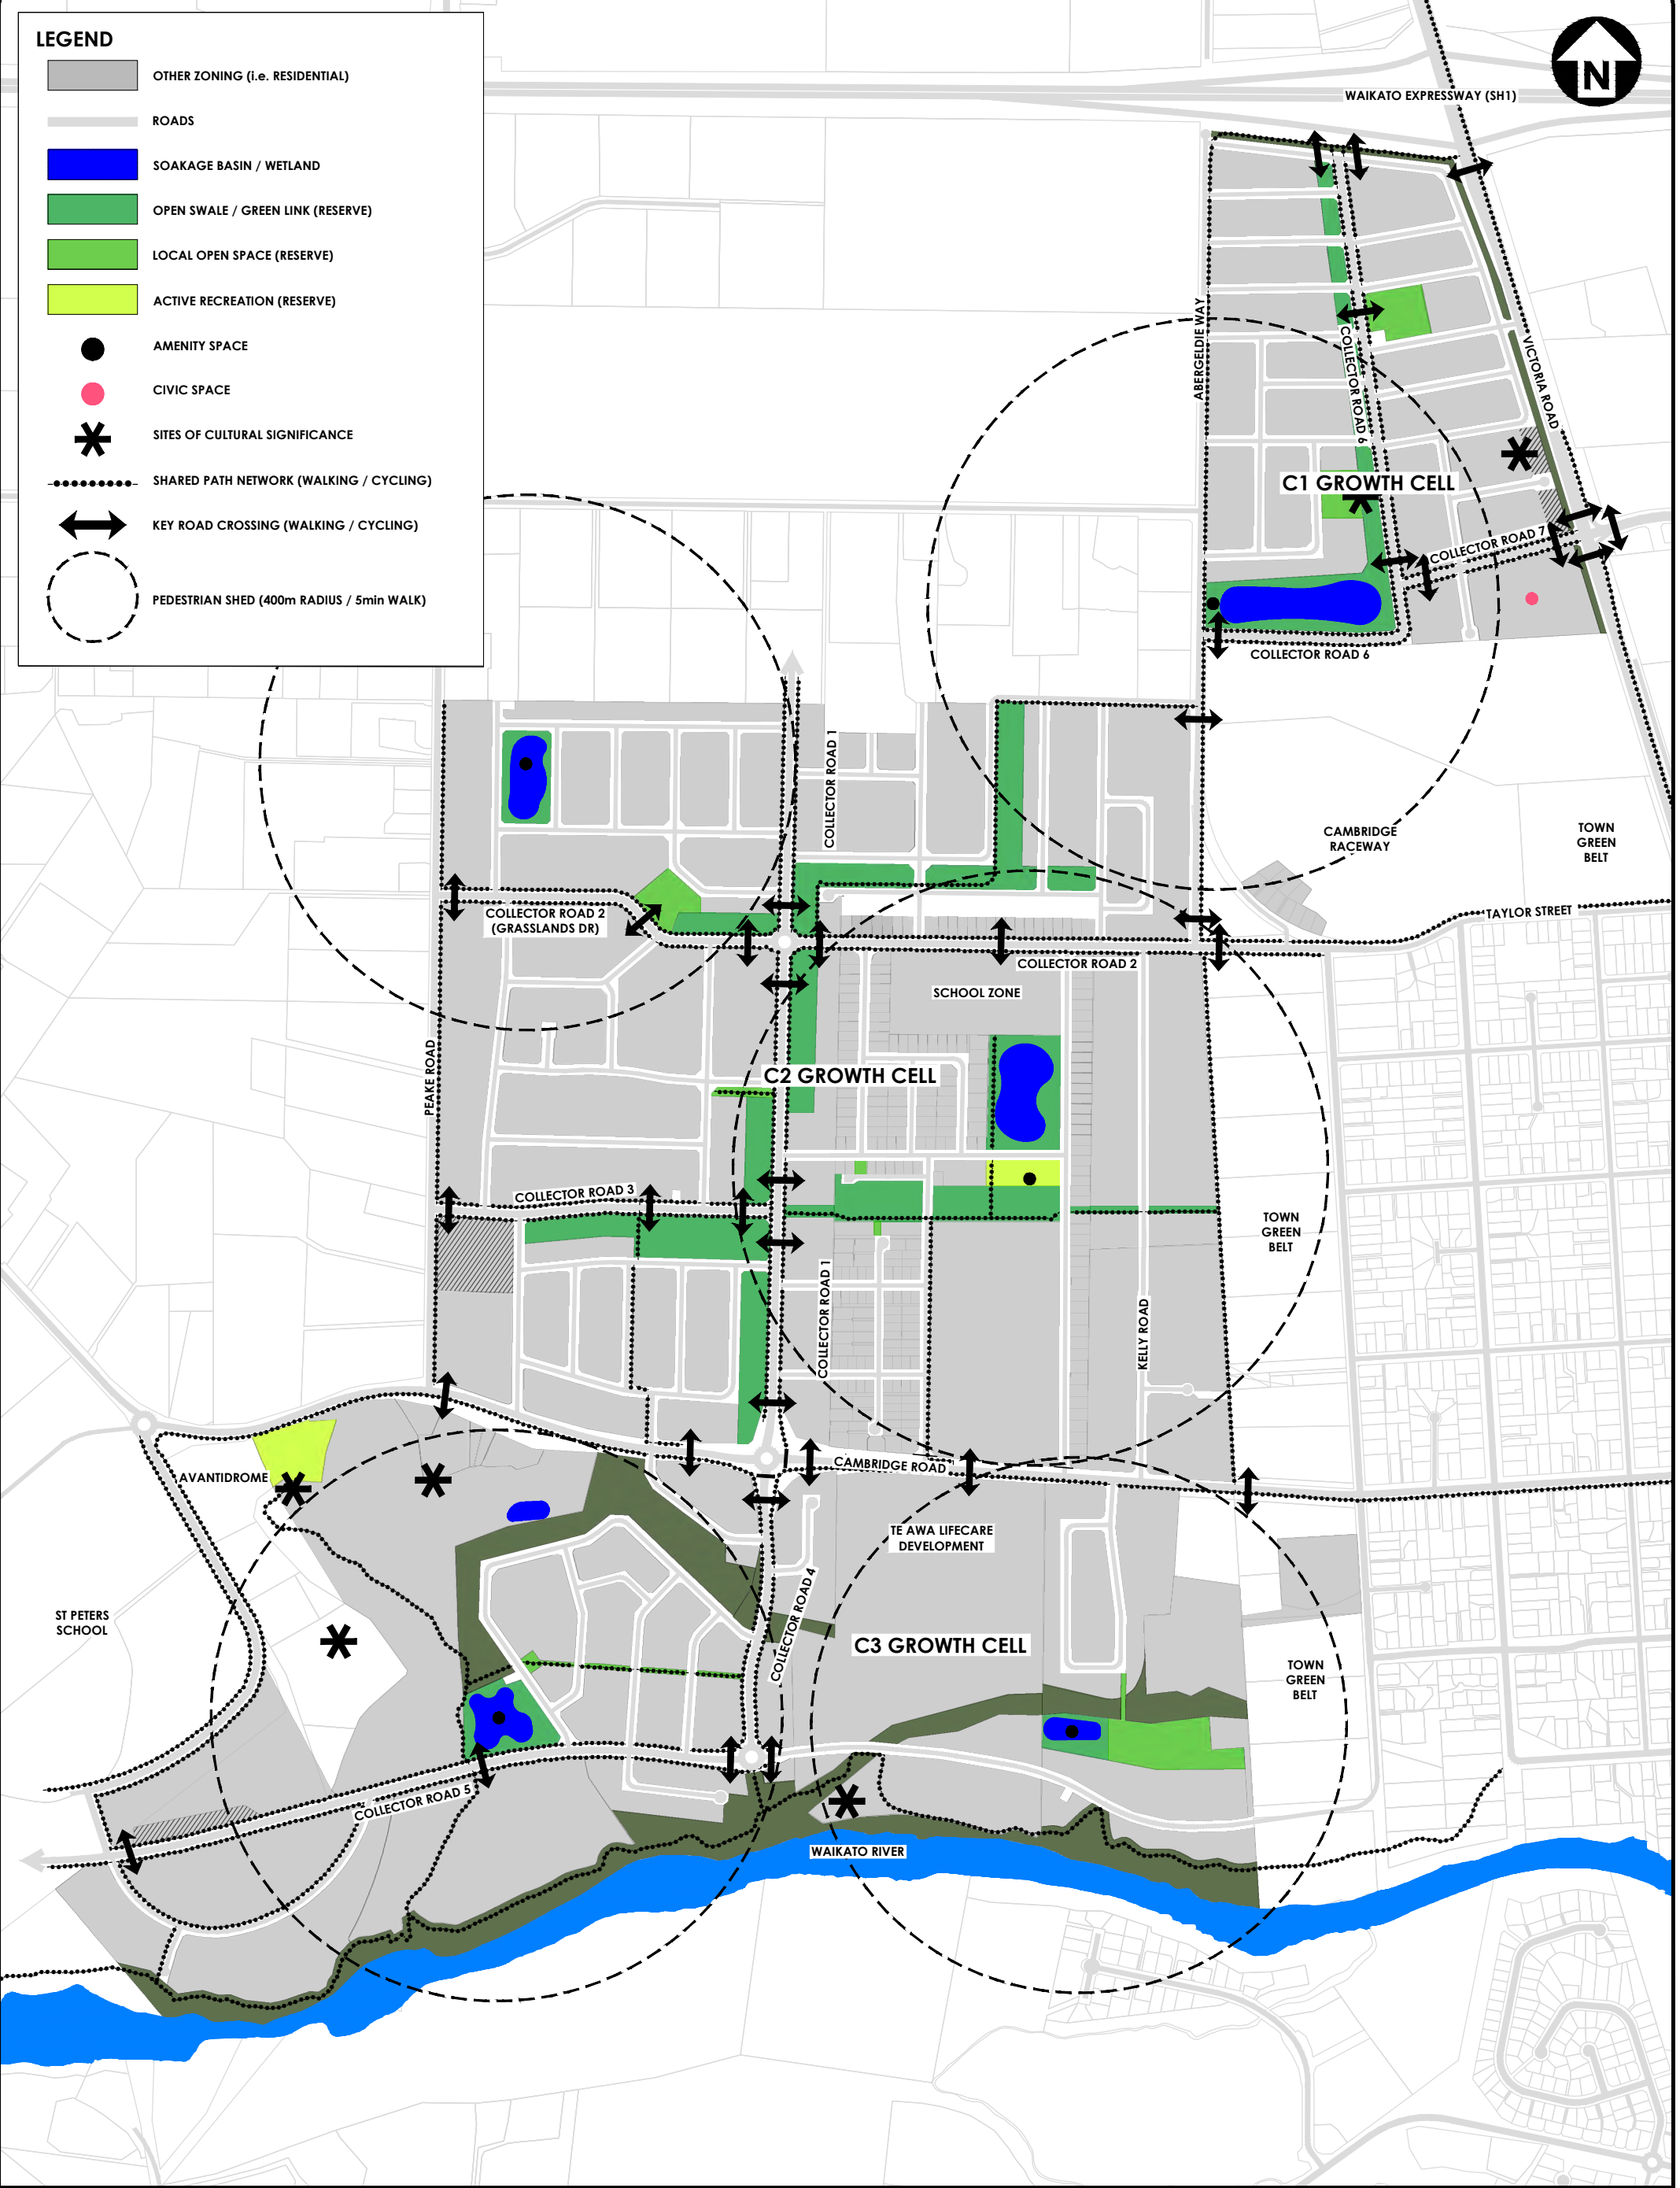 LEGEND
OTHER ZONING (i.e. RESIDENTIAL)
ROADS
SOAKAGE BASIN / WETLAND
OPEN SWALE / GREEN LINK (RESERVE)
LOCAL OPEN SPACE (RESERVE)
ACTIVE RECREATION (RESERVE)
AMENITY SPACE
CIVIC SPACE
SITES OF CULTURAL SIGNIFICANCE
SHARED PATH NETWORK (WALKING / CYCLING)
KEY ROAD CROSSING (WALKING / CYCLING)
PEDESTRIAN SHED (400m RADIUS / 5min WALK)
N
WAIKATO EXPRESSWAY (SH1)
ABERGELDIE WAY
COLLECTOR ROAD 6
VICTORIA ROAD
C1 GROWTH CELL
COLLECTOR ROAD 7
COLLECTOR ROAD 6
COLLECTOR ROAD 1
CAMBRIDGE
RACEWAY
TOWN
GREEN
BELT
COLLECTOR ROAD 2
(GRASSLANDS DR)
TAYLOR STREET
COLLECTOR ROAD 2
SCHOOL ZONE
PEAKE ROAD
C2 GROWTH CELL
COLLECTOR ROAD 3
TOWN
GREEN
BELT
COLLECTOR ROAD 1
KELLY ROAD
CAMBRIDGE ROAD
AVANTIDROME
TE AWA LIFECARE
DEVELOPMENT
ST PETERS
SCHOOL
COLLECTOR ROAD 4
C3 GROWTH CELL
TOWN
GREEN
BELT
COLLECTOR ROAD 5
WAIKATO RIVER